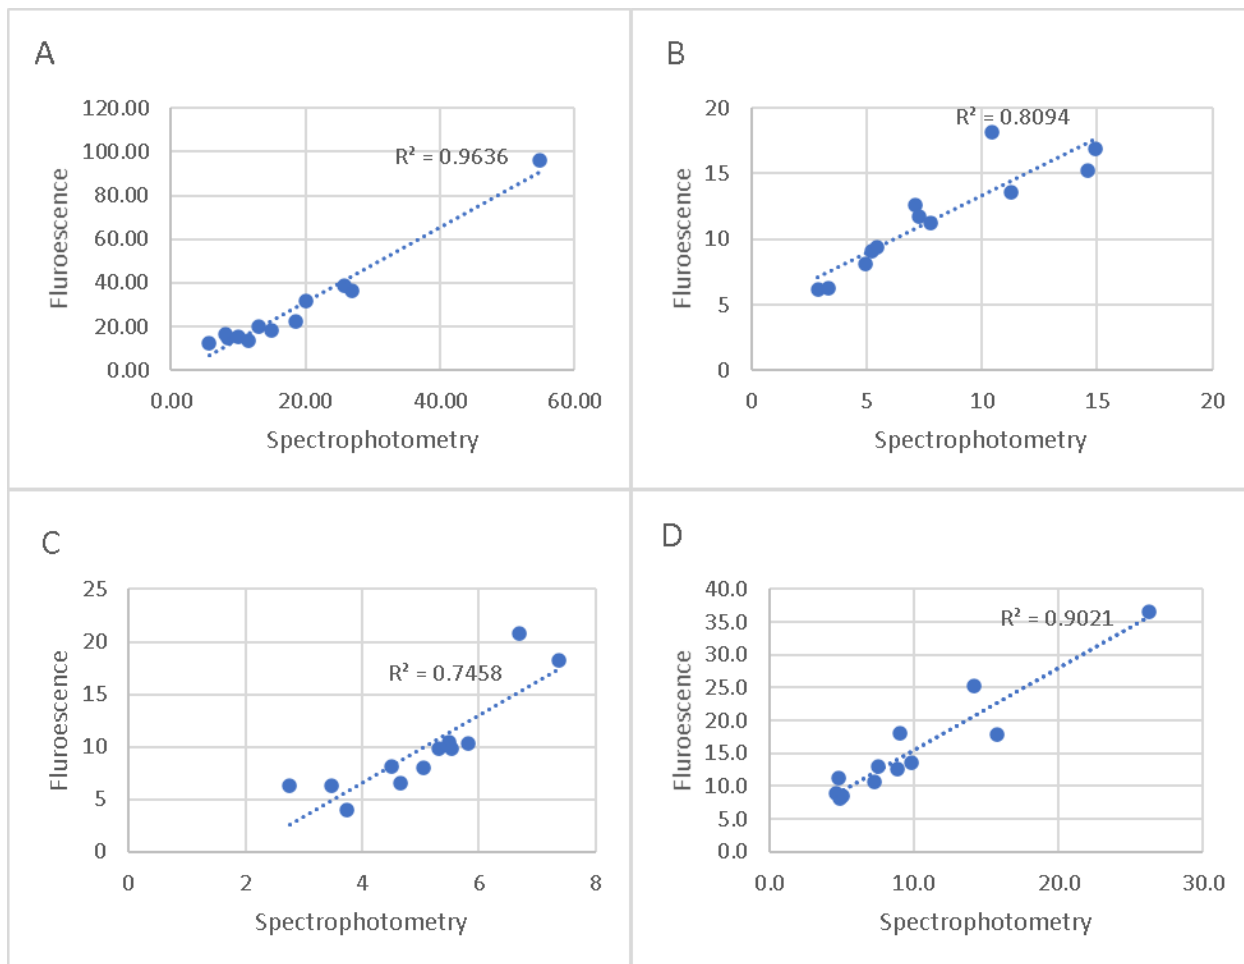 A
Fluroescence
120.00
100.00
80.00
60.00
40.00
20.00
0.00
R² = 0.9636
0.00 20.00 40.00 60.00
Spectrophotometry
B
Fluroescence
20
15
10
5
0
R² = 0.8094
0 5 10 15 20
Spectrophotometry
C
Fluroescence
25
20
15
10
5
0
R² = 0.7458
0 2 4 6 8
Spectrophotometry
D
Fluroescence
40.0
35.0
30.0
25.0
20.0
15.0
10.0
5.0
0.0
R² = 0.9021
0.0 10.0 20.0 30.0
Spectrophotometry